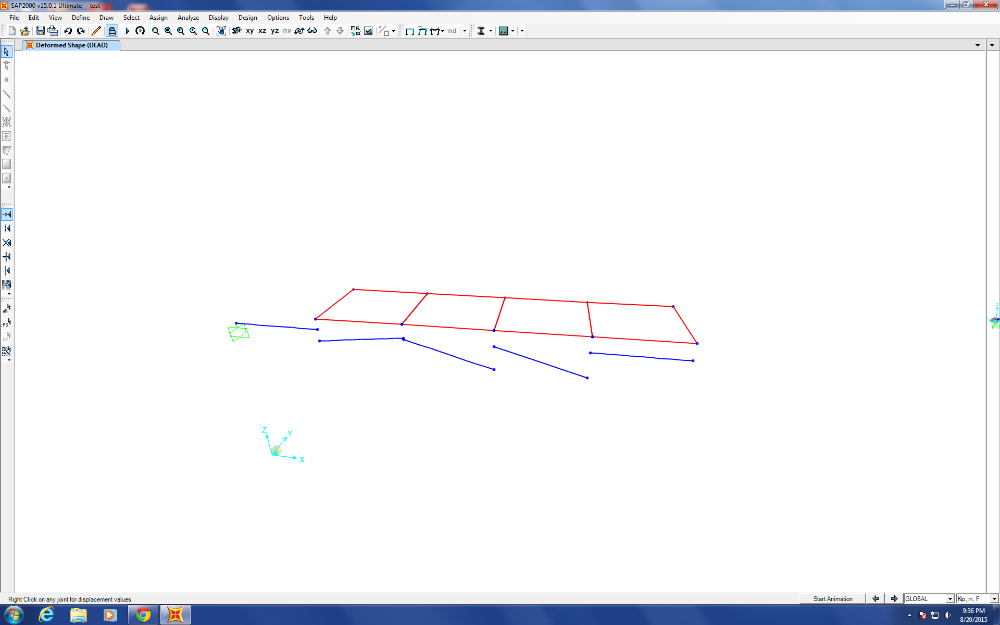 SAP2000 v15.0.1 Ultimate - test
File Edit View Define Draw Select Assign Analyze Display Design Options Tools Help
3D xy xz yz nv nd
Deformed Shape (DEAD)
all
PS
clr
Z
Y
X
z
Right Click on any joint for displacement values
Start Animation
GLOBAL
Kip, in, F
9:36 PM
8/20/2015